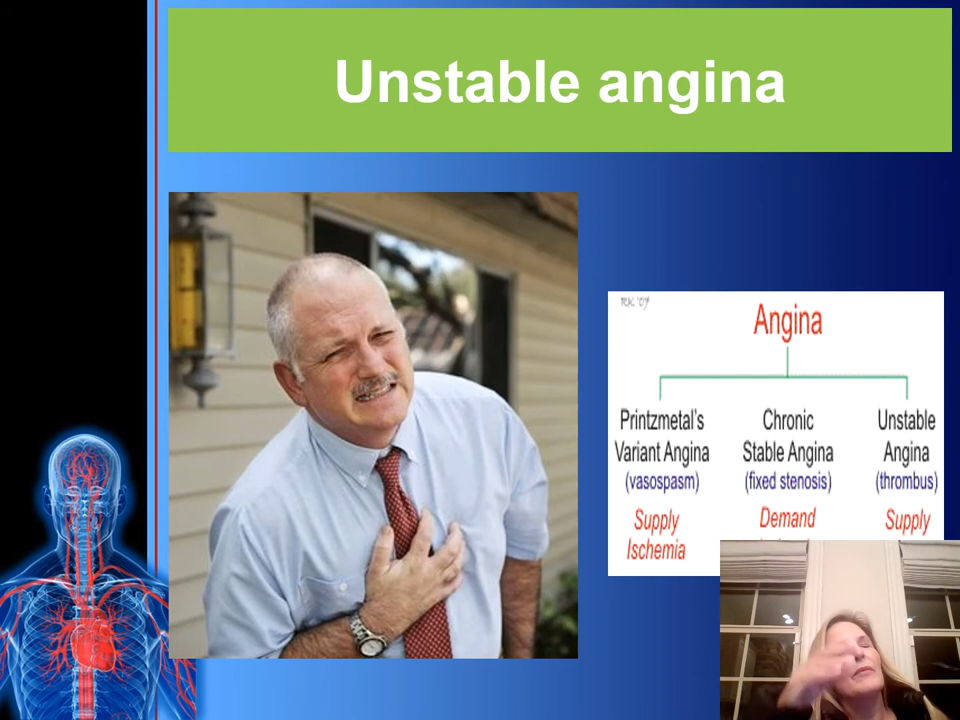 Unstable angina
Angina
Printzmetal's
Variant Angina
(vasospasm)
Supply
Ischemia
Chronic
Stable Angina
(fixed stenosis)
Demand
Unstable
Angina
(thrombus)
Supply